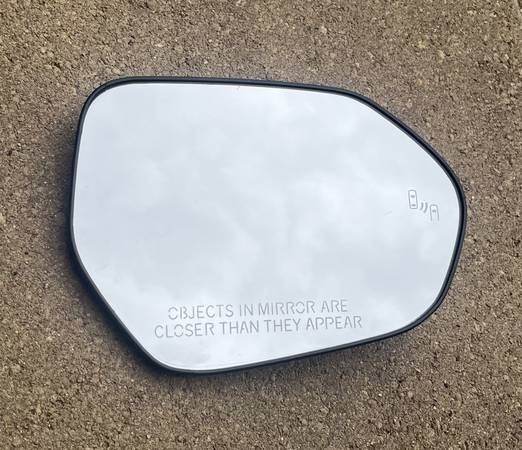 OBJECTS IN MIRROR ARE
CLOSER THAN THEY APPEAR